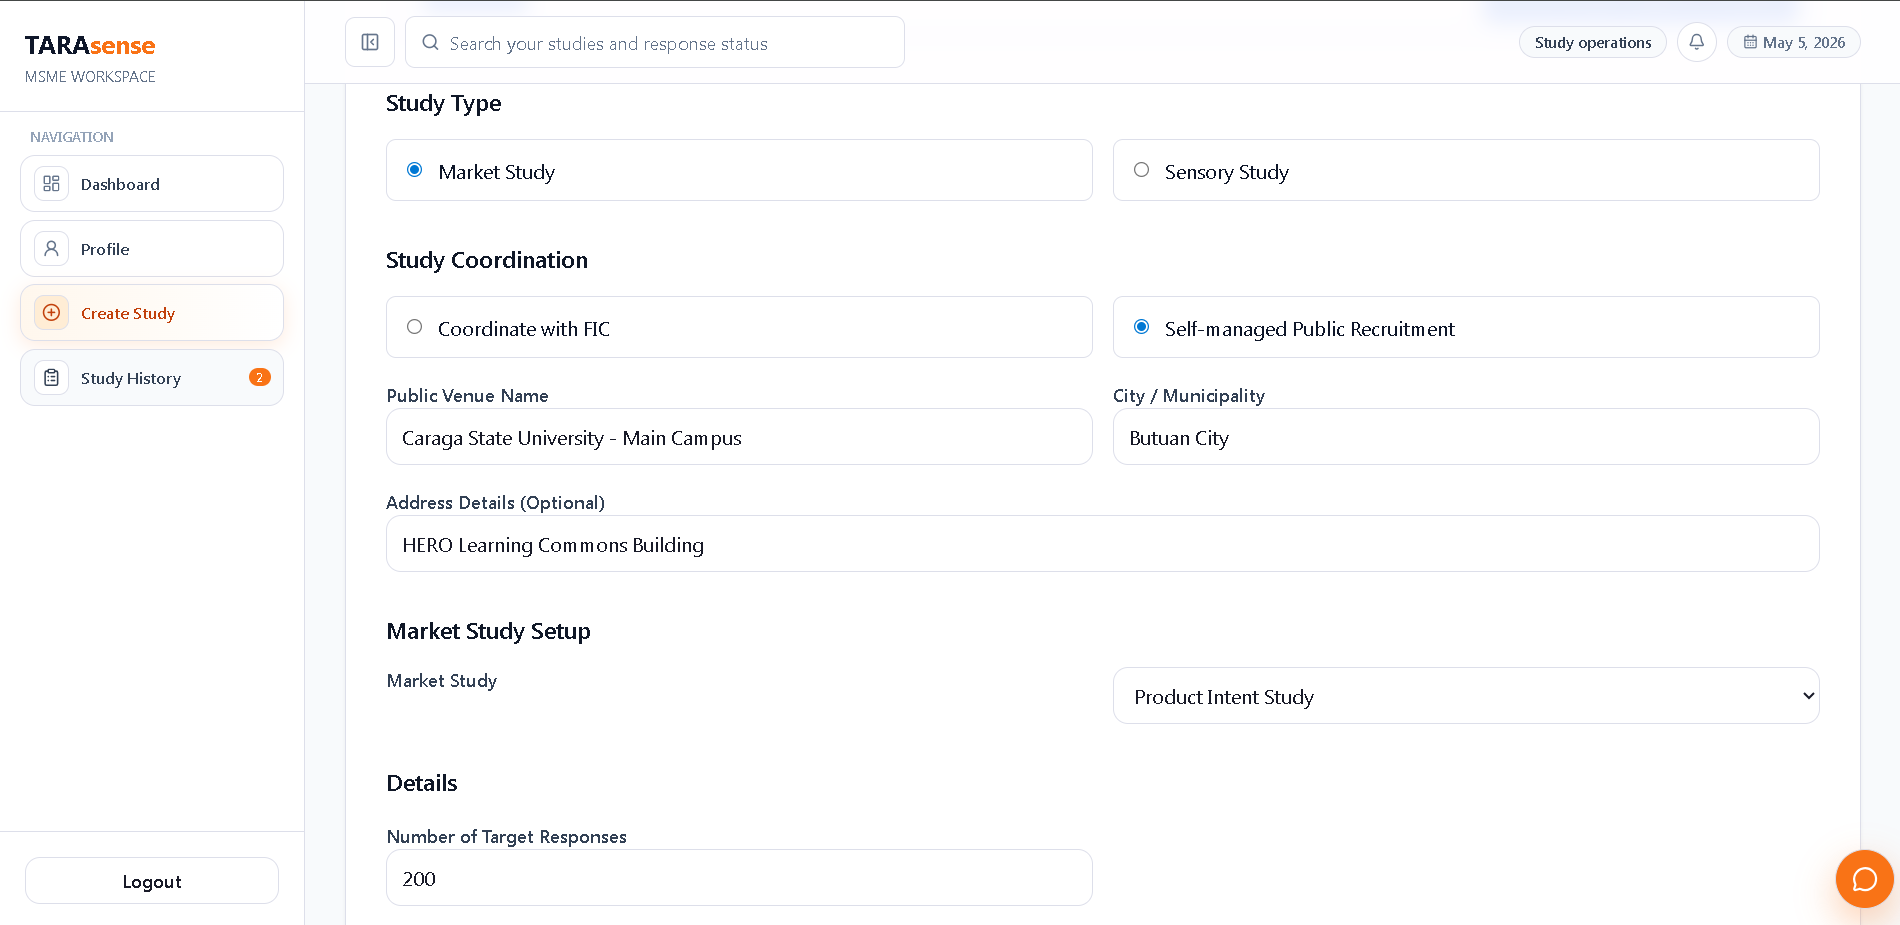 TARAsense
MSME WORKSPACE
NAVIGATION
Dashboard
Profile
Create Study
Study History 2
Logout
Search your studies and response status
Study operations
May 5, 2026
Study Type
Market Study
Sensory Study
Study Coordination
Coordinate with FIC
Self-managed Public Recruitment
Public Venue Name
City / Municipality
Caraga State University - Main Campus
Butuan City
Address Details (Optional)
HERO Learning Commons Building
Market Study Setup
Market Study
Product Intent Study
Details
Number of Target Responses
200